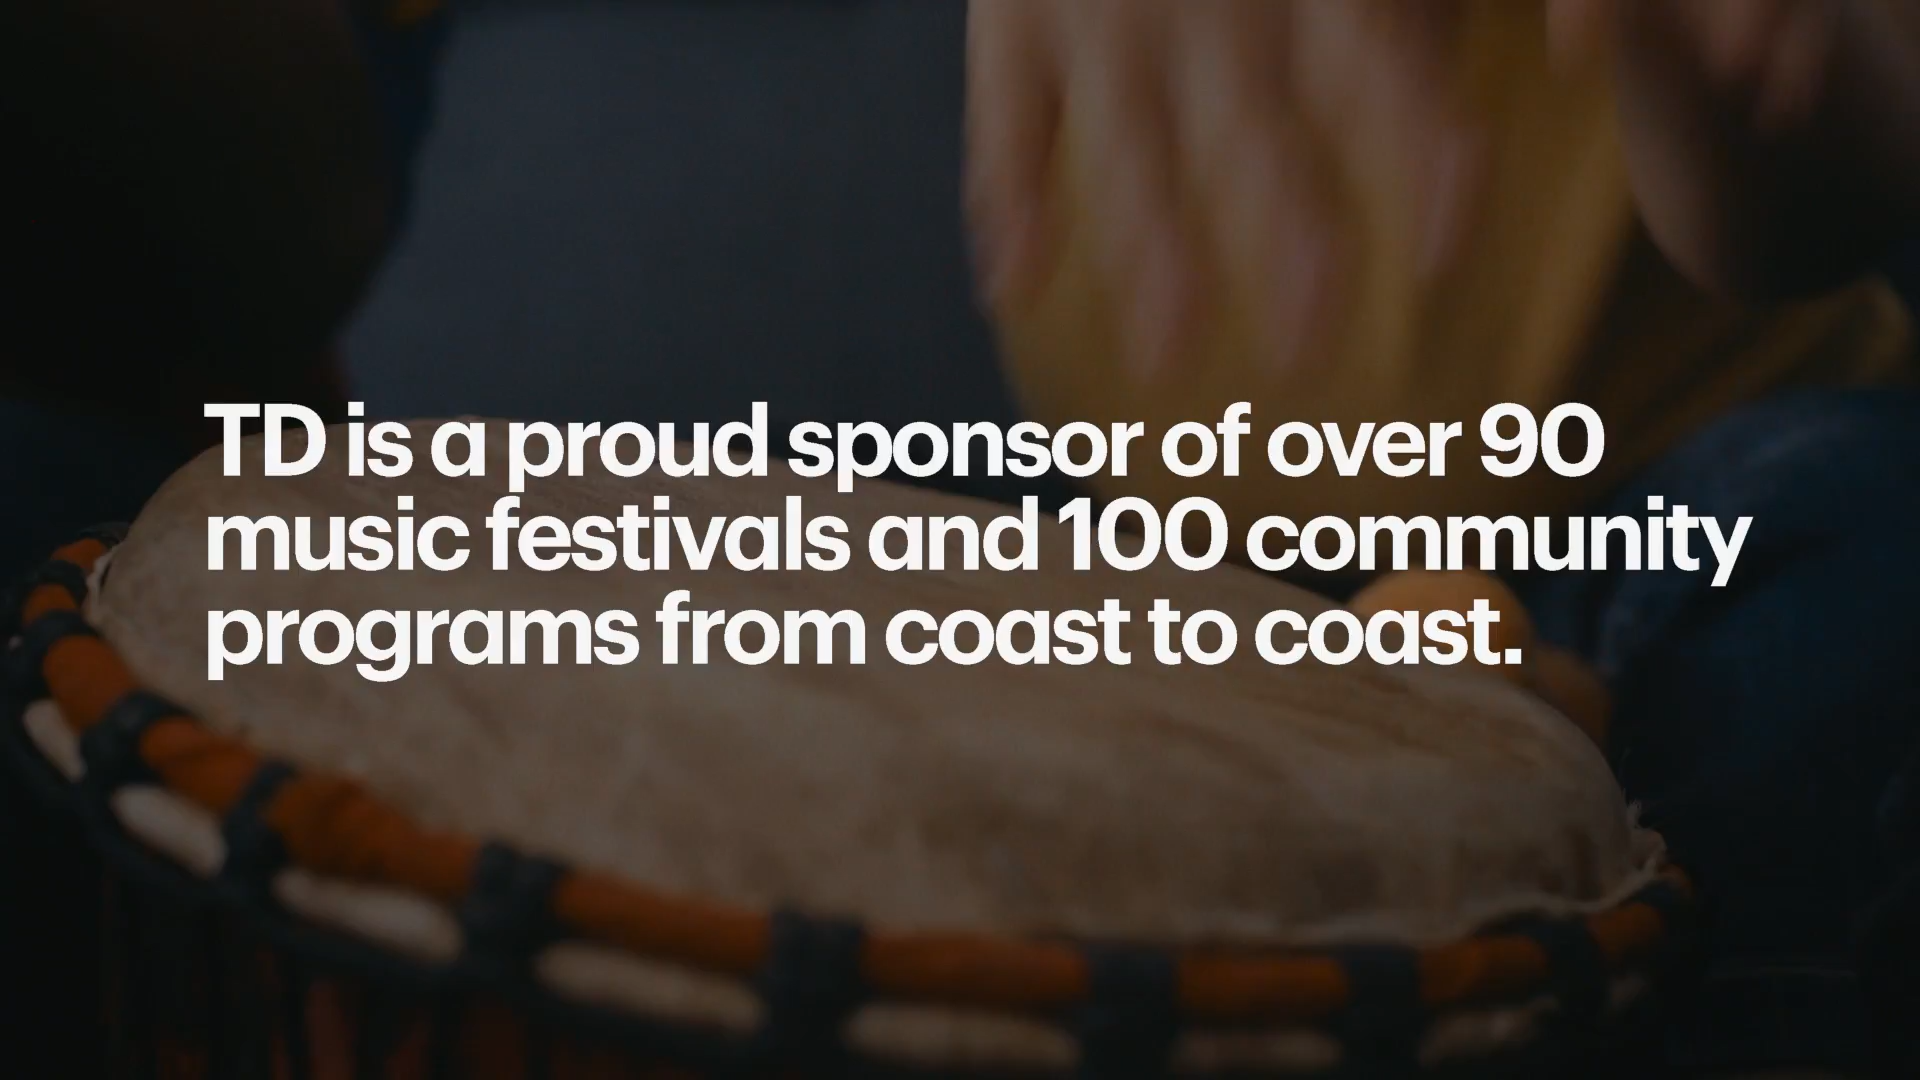 TD is a proud sponsor of over 90
music festivals and 100 community
programs from coast to coast.